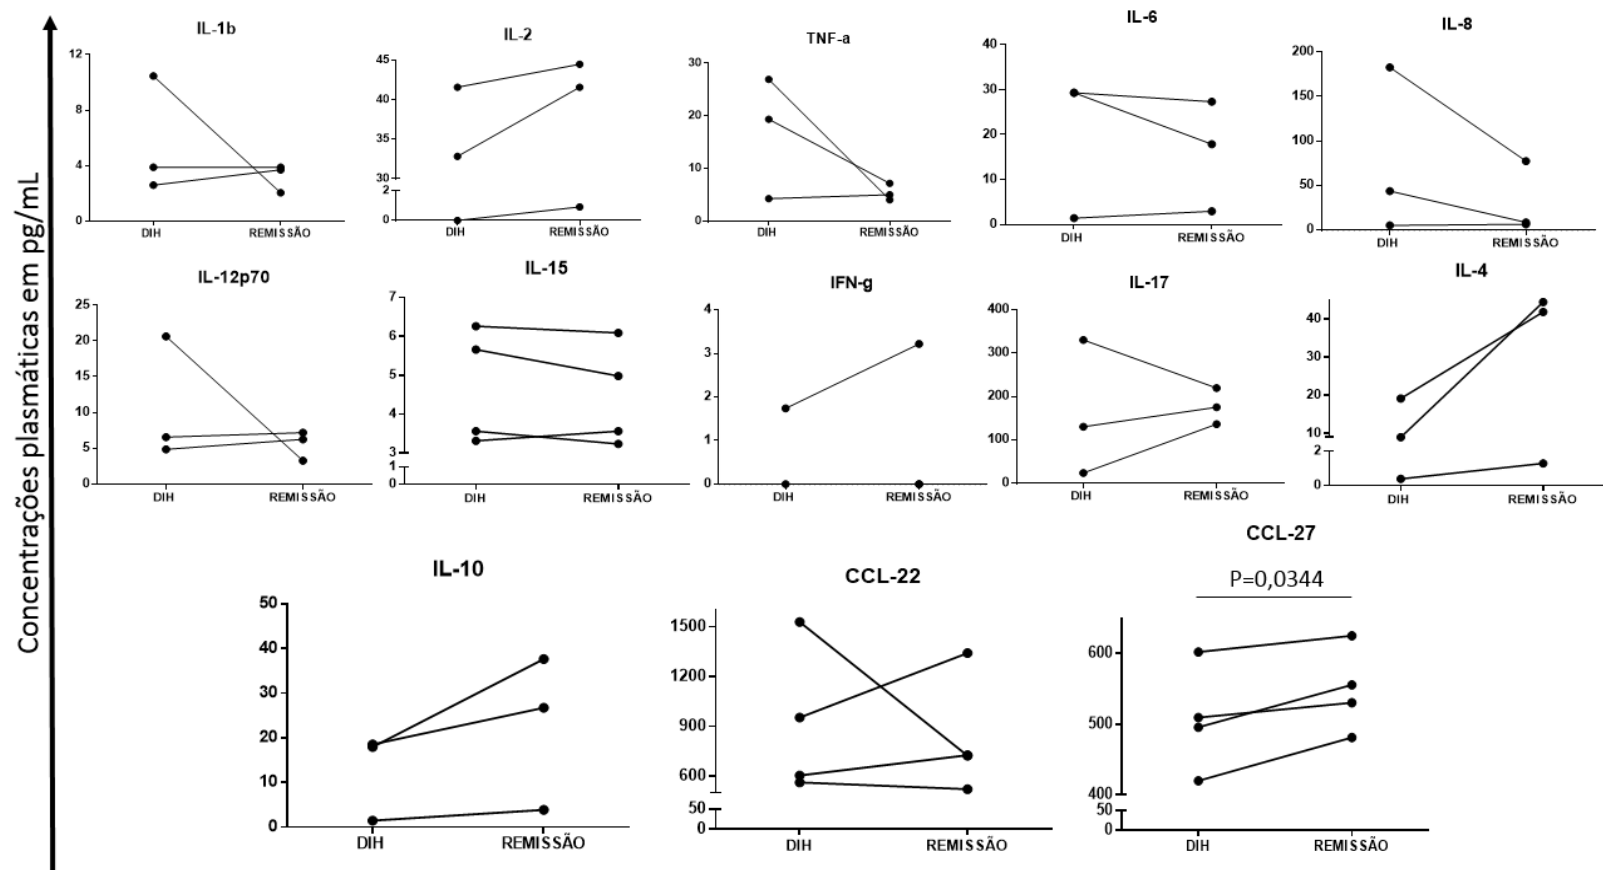 Concentrações plasmáticas em pg/mL
IL-1b
12
8
4
0
DIH
REMISSÃO
IL-2
45
40
35
30
2
0
DIH
REMISSÃO
TNF-a
30
20
10
0
DIH
REMISSÃO
IL-6
40
30
20
10
0
DIH
REMISSÃO
IL-8
200
150
100
50
0
DIH
REMISSÃO
IL-12p70
25
20
15
10
5
0
DIH
REMISSÃO
IL-15
7
6
5
4
3
1
0
DIH
REMISSÃO
IFN-g
4
3
2
1
0
DIH
REMISSÃO
IL-17
400
300
200
100
0
DIH
REMISSÃO
IL-4
40
30
20
10
2
0
DIH
REMISSÃO
IL-10
50
40
30
20
10
0
DIH
REMISSÃO
CCL-22
1500
1200
900
600
50
0
DIH
REMISSÃO
CCL-27
P=0,0344
600
500
400
50
0
DIH
REMISSÃO